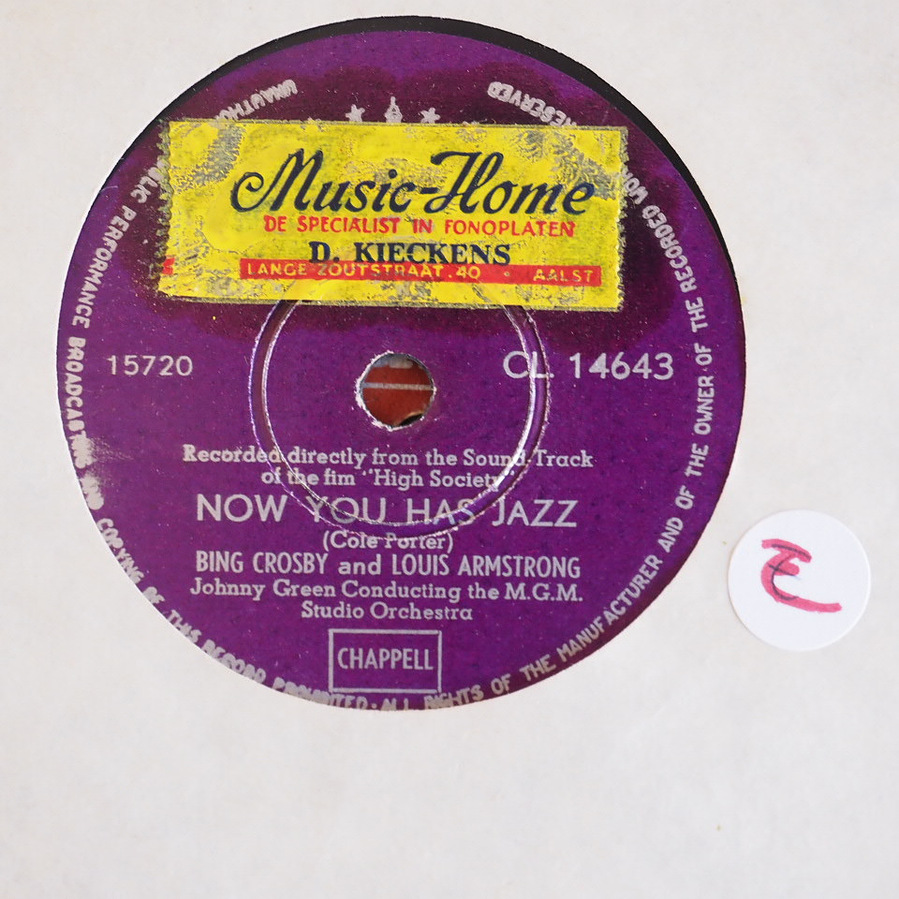 Music-Home
DE SPECIALIST IN FONOPLATEN
D. KIECKENS
LANGE ZOUTSTRAAT.40 • AALST
15720
CL 14643
Recorded directly from the Sound Track
of the fim "High Society"
NOW YOU HAS JAZZ
(Cole Porter)
BING CROSBY and LOUIS ARMSTRONG
Johnny Green Conducting the M.G.M.
Studio Orchestra
CHAPPELL
PERFORMANCE BROADCASTING AND COPYING OF THIS RECORD PROHIBITED • ALL RIGHTS OF THE MANUFACTURER AND OF THE OWNER OF THE RECORDED
RESERVED
E